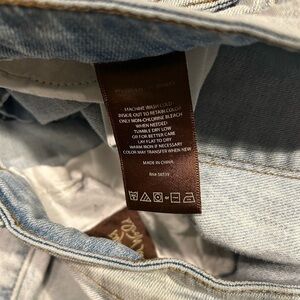 MACHINE WASH COLD
INSIDE OUT TO RETAIN COLOR
ONLY NON-CHLORINE BLEACH
WHEN NEEDED
TUMBLE DRY LOW
OR FOR BETTER CARE
LAY FLAT TO DRY
WARM IRON IF NECESSARY
COLOR MAY TRANSFER WHEN NEW
MADE IN CHINA